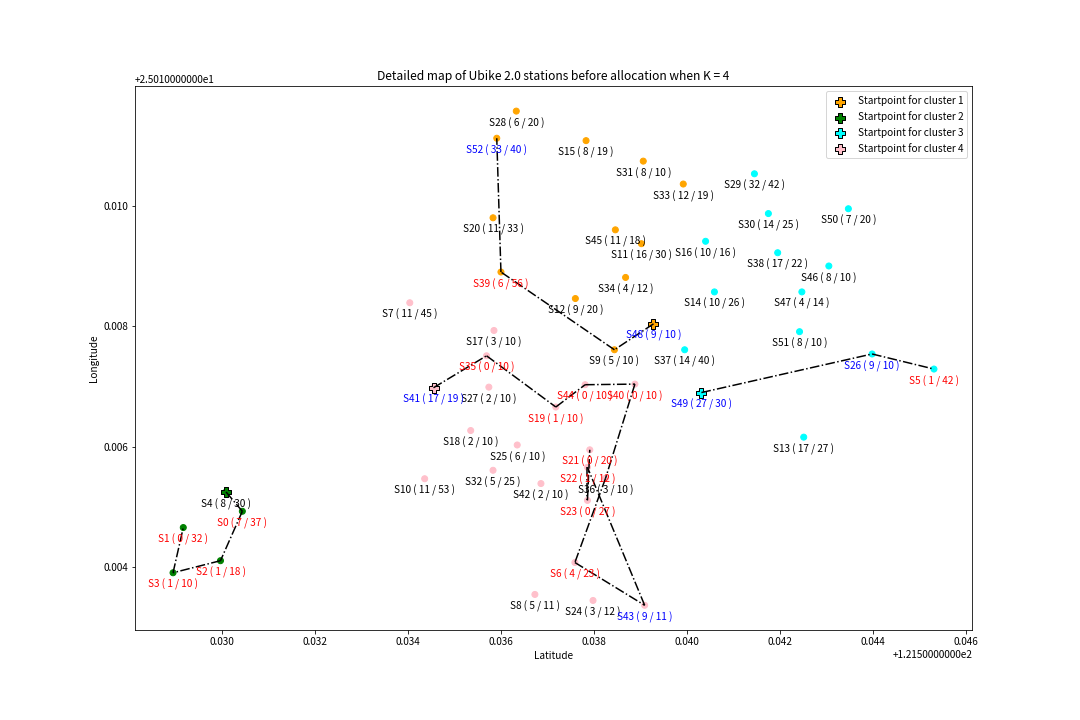 Detailed map of Ubike 2.0 stations before allocation when K = 4
+2.5010000000e1
Startpoint for cluster 1
Startpoint for cluster 2
Startpoint for cluster 3
Startpoint for cluster 4
S28 ( 6 / 20 )
S52 ( 33 / 40 )
S15 ( 8 / 19 )
S31 ( 8 / 10 )
S33 ( 12 / 19 )
S29 ( 32 / 42 )
S20 ( 11 / 33 )
S30 ( 14 / 25 )
S50 ( 7 / 20 )
S45 ( 11 / 18 )
S11 ( 16 / 30 )
S16 ( 10 / 16 )
S38 ( 17 / 22 )
S46 ( 8 / 10 )
S39 ( 6 / 56 )
S34 ( 4 / 12 )
S14 ( 10 / 26 )
S47 ( 4 / 14 )
S7 ( 11 / 45 )
S12 ( 9 / 20 )
S48 ( 9 / 10 )
S17 ( 3 / 10 )
S51 ( 8 / 10 )
S9 ( 5 / 10 )
S37 ( 14 / 40 )
S35 ( 0 / 10 )
S26 ( 9 / 10 )
S5 ( 1 / 42 )
S41 ( 17 / 19 )
S27 ( 2 / 10 )
S44 ( 0 / 10 )
S40 ( 0 / 10 )
S49 ( 27 / 30 )
S19 ( 1 / 10 )
S18 ( 2 / 10 )
S25 ( 6 / 10 )
S13 ( 17 / 27 )
S21 ( 0 / 20 )
S32 ( 5 / 25 )
S22 (
S10 ( 11 / 53 )
S42 ( 2 / 10 )
S36 ( 3 / 10 )
S4 ( 8 / 30 )
S23 ( 0 / 27 )
S0 ( 7 / 37 )
S1 ( 0 / 32 )
S2 ( 1 / 18 )
S6 ( 4 / 23 )
S3 ( 1 / 10 )
S8 ( 5 / 11 )
S24 ( 3 / 12 )
S43 ( 9 / 11 )
0.010
0.008
0.006
0.004
Longitude
0.030
0.032
0.034
0.036
0.038
0.040
0.042
0.044
0.046
Latitude
+1.2150000000e2